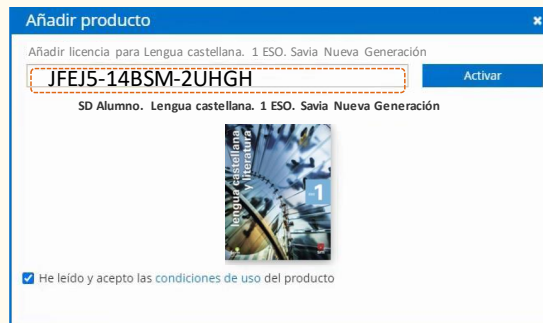 Añadir producto ×
Añadir licencia para Lengua castellana. 1 ESO. Savia Nueva Generación
JFEJ5-14BSM-2UHGH Activar
SD Alumno. Lengua castellana. 1 ESO. Savia Nueva Generación
lengua castellana
y literatura
1
He leído y acepto las condiciones de uso del producto